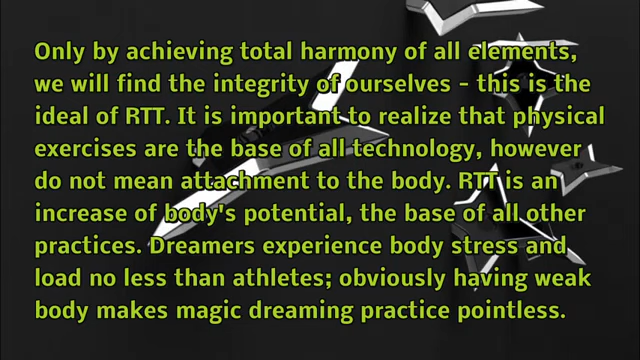 Only by achieving total harmony of all elements,
we will find the integrity of ourselves - this is the
ideal of RTT. It is important to realize that physical
exercises are the base of all technology, however
do not mean attachment to the body. RTT is an
increase of body's potential, the base of all other
practices. Dreamers experience body stress and
load no less than athletes; obviously having weak
body makes magic dreaming practice pointless.